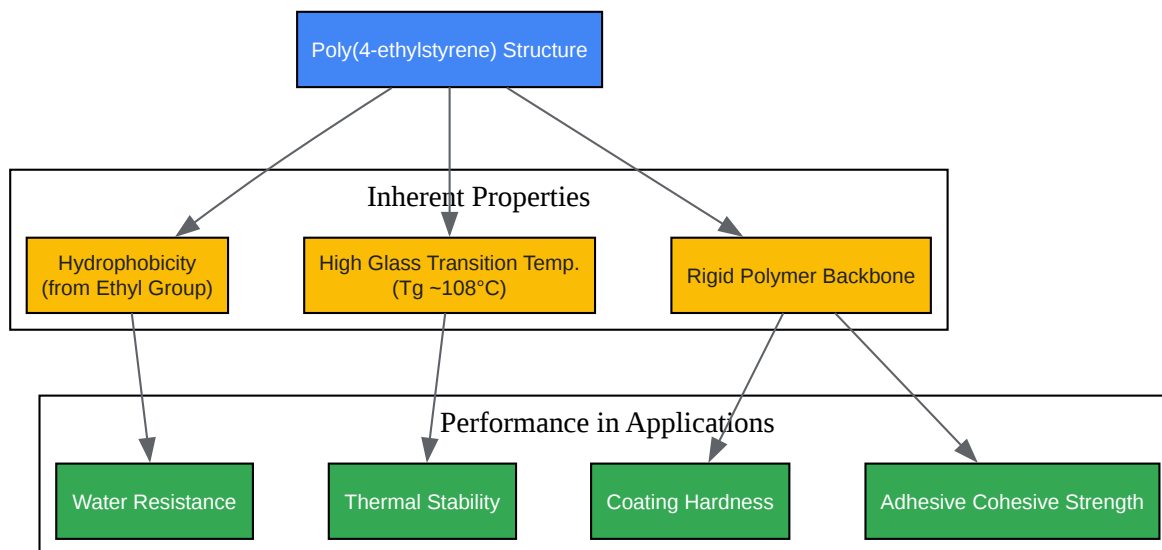 Poly(4-ethylstyrene) Structure
Inherent Properties
Hydrophobicity
(from Ethyl Group)
High Glass Transition Temp.
(Tg ~108°C)
Rigid Polymer Backbone
Performance in Applications
Water Resistance
Thermal Stability
Coating Hardness
Adhesive Cohesive Strength